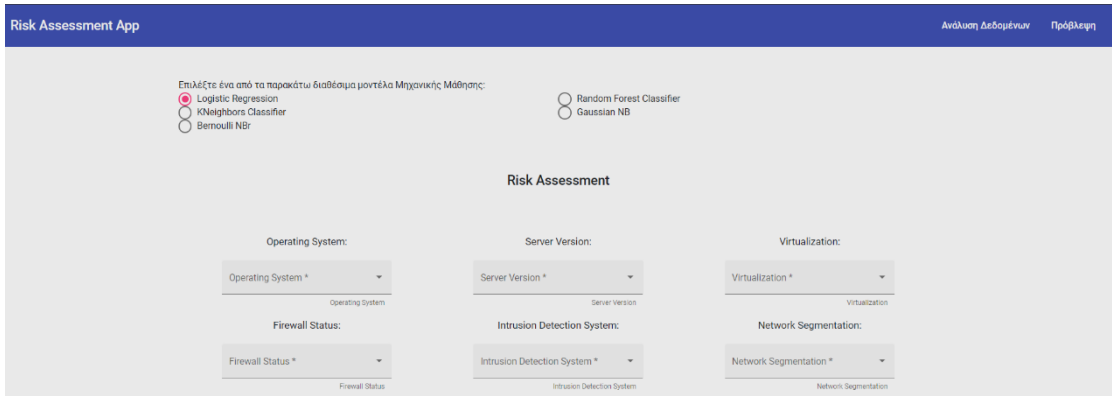 Risk Assessment App Ανάλυση Δεδομένων Πρόβλεψη
Επιλέξτε ένα από τα παρακάτω διαθέσιμα μοντέλα Μηχανικής Μάθησης:
Logistic Regression Random Forest Classifier
KNeighbors Classifier Gaussian NB
Bernoulli NBr
Risk Assessment
Operating System: Server Version: Virtualization:
Operating System * Server Version * Virtualization *
Operating System Server Version Virtualization
Firewall Status: Intrusion Detection System: Network Segmentation:
Firewall Status * Intrusion Detection System * Network Segmentation *
Firewall Status Intrusion Detection System Network Segmentation